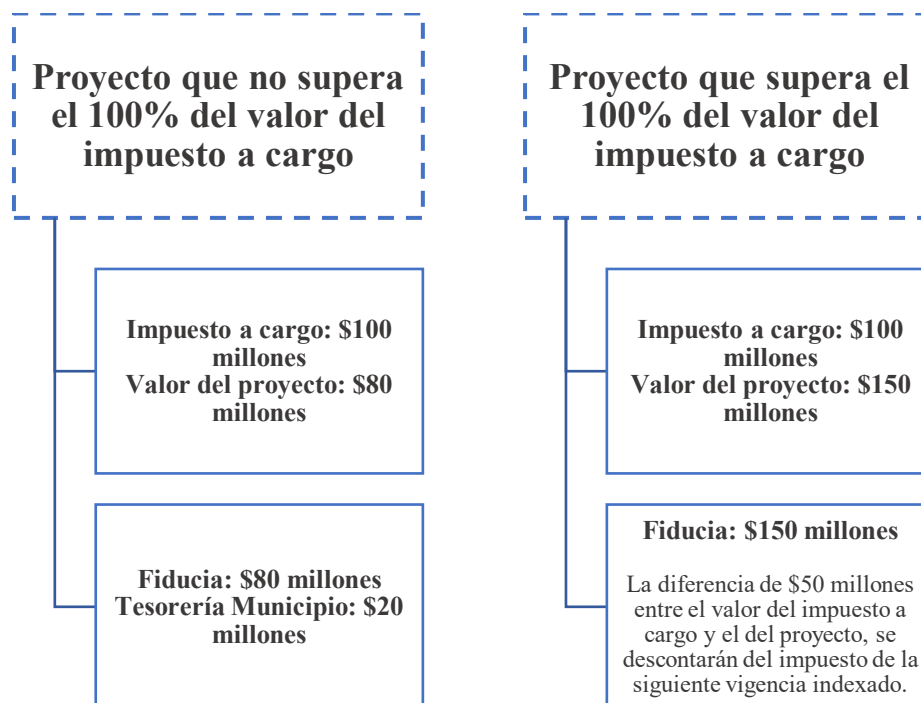 Proyecto que no supera
el 100% del valor del
impuesto a cargo
Impuesto a cargo: $100
millones
Valor del proyecto: $80
millones
Fiducia: $80 millones
Tesorería Municipio: $20
millones
Proyecto que supera el
100% del valor del
impuesto a cargo
Impuesto a cargo: $100
millones
Valor del proyecto: $150
millones
Fiducia: $150 millones
La diferencia de $50 millones
entre el valor del impuesto a
cargo y el del proyecto, se
descontarán del impuesto de la
siguiente vigencia indexado.